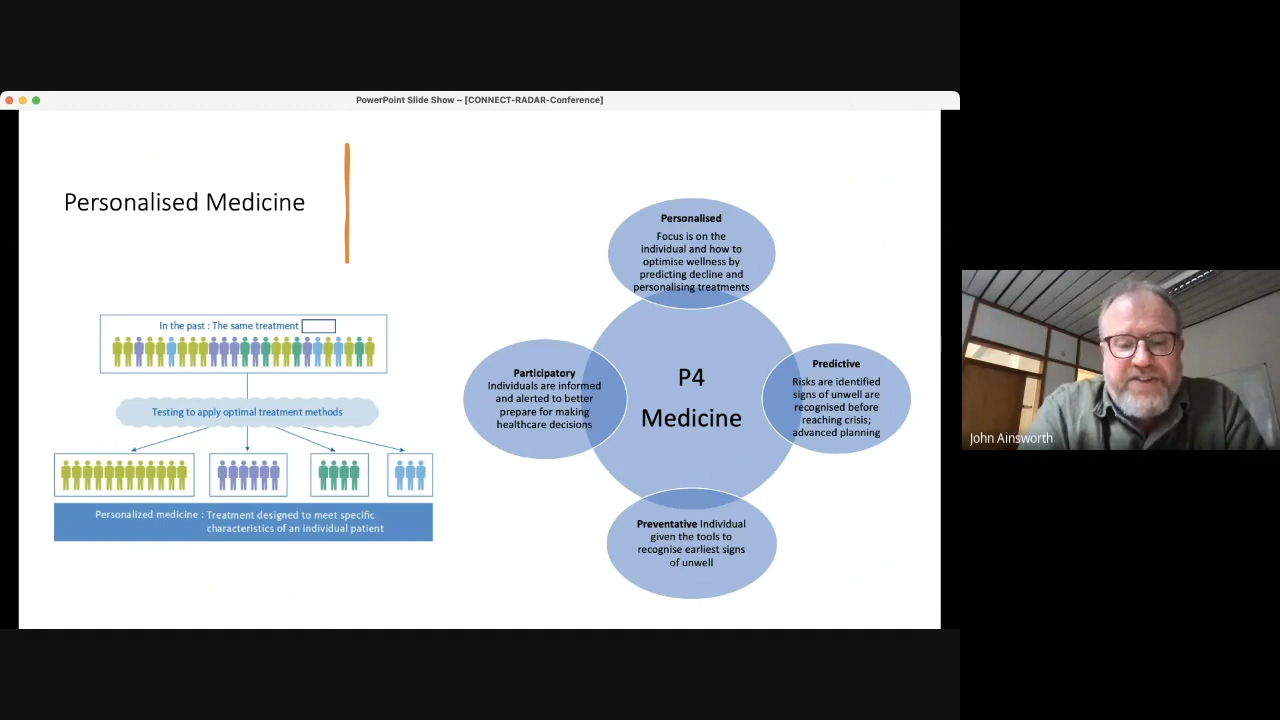 PowerPoint Slide Show – [CONNECT-RADAR-Conference]
Personalised Medicine
In the past : The same treatment
Testing to apply optimal treatment methods
Personalized medicine : Treatment designed to meet specific
characteristics of an individual patient
Personalised
Focus is on the
individual and how to
optimise wellness by
predicting decline and
personalising treatments
Participatory
Individuals are informed
and alerted to better
prepare for making
healthcare decisions
P4
Medicine
Predictive
Risks are identified
signs of unwell are
recognised before
reaching crisis;
advanced planning
Preventative Individual
given the tools to
recognise earliest signs
of unwell
John Ainsworth